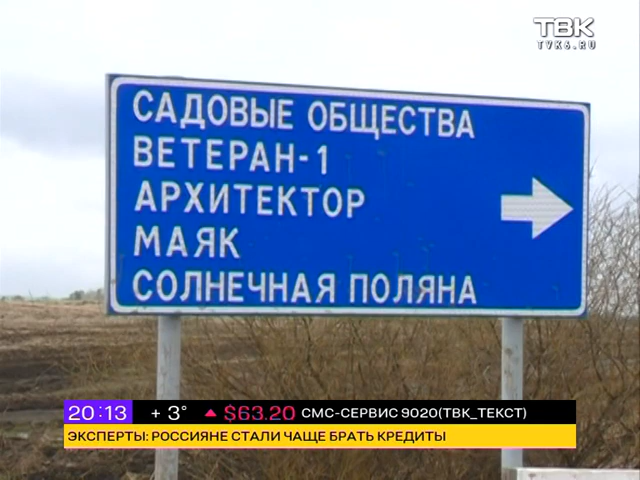 ТВК
TVK6.RU
САДОВЫЕ ОБЩЕСТВА
ВЕТЕРАН-1
АРХИТЕКТОР
МАЯК
СОЛНЕЧНАЯ ПОЛЯНА
20:13 + 3° ▲ $63.20 СМС-СЕРВИС 9020(ТВК_ТЕКСТ)
ЭКСПЕРТЫ: РОССИЯНЕ СТАЛИ ЧАЩЕ БРАТЬ КРЕДИТЫ